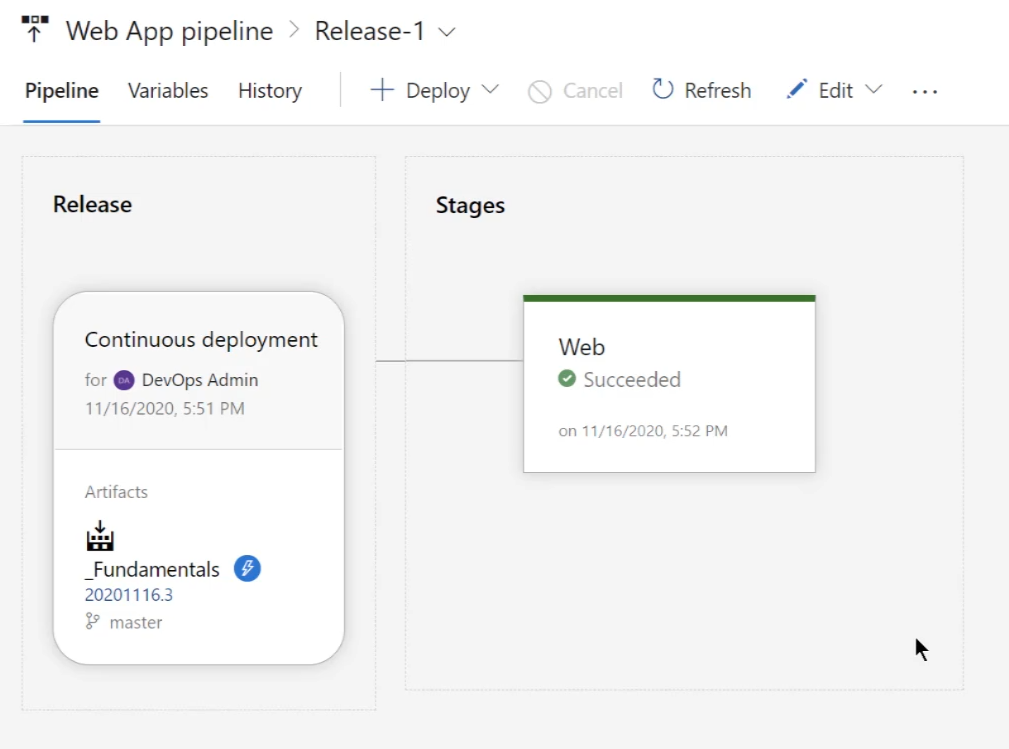 Web App pipeline > Release-1
Pipeline Variables History Deploy Cancel Refresh Edit ...
Release
Continuous deployment
for DA DevOps Admin
11/16/2020, 5:51 PM
Artifacts
_Fundamentals
20201116.3
master
Stages
Web
Succeeded
on 11/16/2020, 5:52 PM